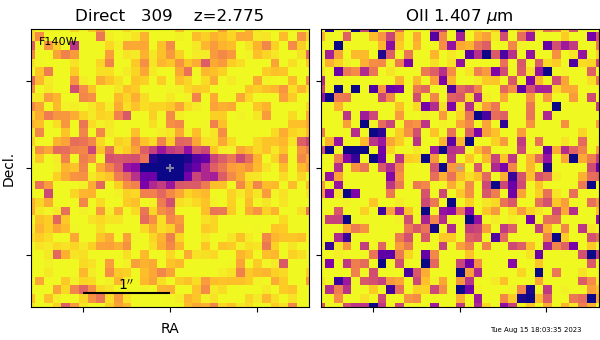 Direct 309 z=2.775
OII 1.407 μm
F140W
Decl.
1″
RA
Tue Aug 15 18:03:35 2023